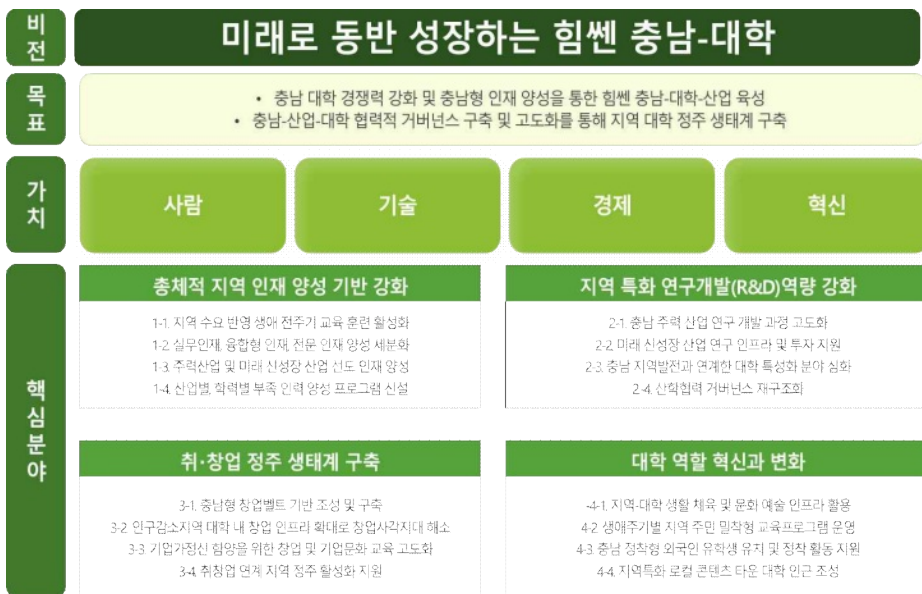 비전
미래로 동반 성장하는 힘쎈 충남-대학
목표
• 충남 대학 경쟁력 강화 및 충남형 인재 양성을 통한 힘쎈 충남-대학-산업 육성
• 충남-산업-대학 협력적 거버넌스 구축 및 고도화를 통해 지역 대학 정주 생태계 구축
가치
사람
기술
경제
혁신
핵심분야
총체적 지역 인재 양성 기반 강화
1-1. 지역 수요 반영 생애 전주기 교육 훈련 활성화
1-2 실무인재, 융합형 인재, 전문 인재 양성 세분화
1-3. 주력산업 및 미래 신성장 산업 선도 인재 양성
1-4. 산업별, 학력별 부족 인력 양성 프로그램 신설
지역 특화 연구개발(R&D)역량 강화
2-1. 충남 주력 산업 연구 개발 과정 고도화
2-2. 미래 신성장 산업 연구 인프라 및 투자 지원
2-3. 충남 지역발전과 연계한 대학 특성화 분야 심화
2-4. 산학협력 거버넌스 재구조화
취·창업 정주 생태계 구축
3-1. 충남형 창업벨트 기반 조성 및 구축
3-2 인구감소지역 대학 내 창업 인프라 확대로 창업사각지대 해소
3-3 기업가정신 함양을 위한 창업 및 기업문화 교육 고도화
3-4. 취창업 연계 지역 정주 활성화 지원
대학 역할 혁신과 변화
-4-1. 지역-대학 생활 체육 및 문화 예술 인프라 활용
4-2 생애주기별 지역 주민 밀착형 교육프로그램 운영
4-3 충남 정착형 외국인 유학생 유치 및 정착 활동 지원
4-4. 지역특화 로컬 콘텐츠 타운 대학 인근 조성